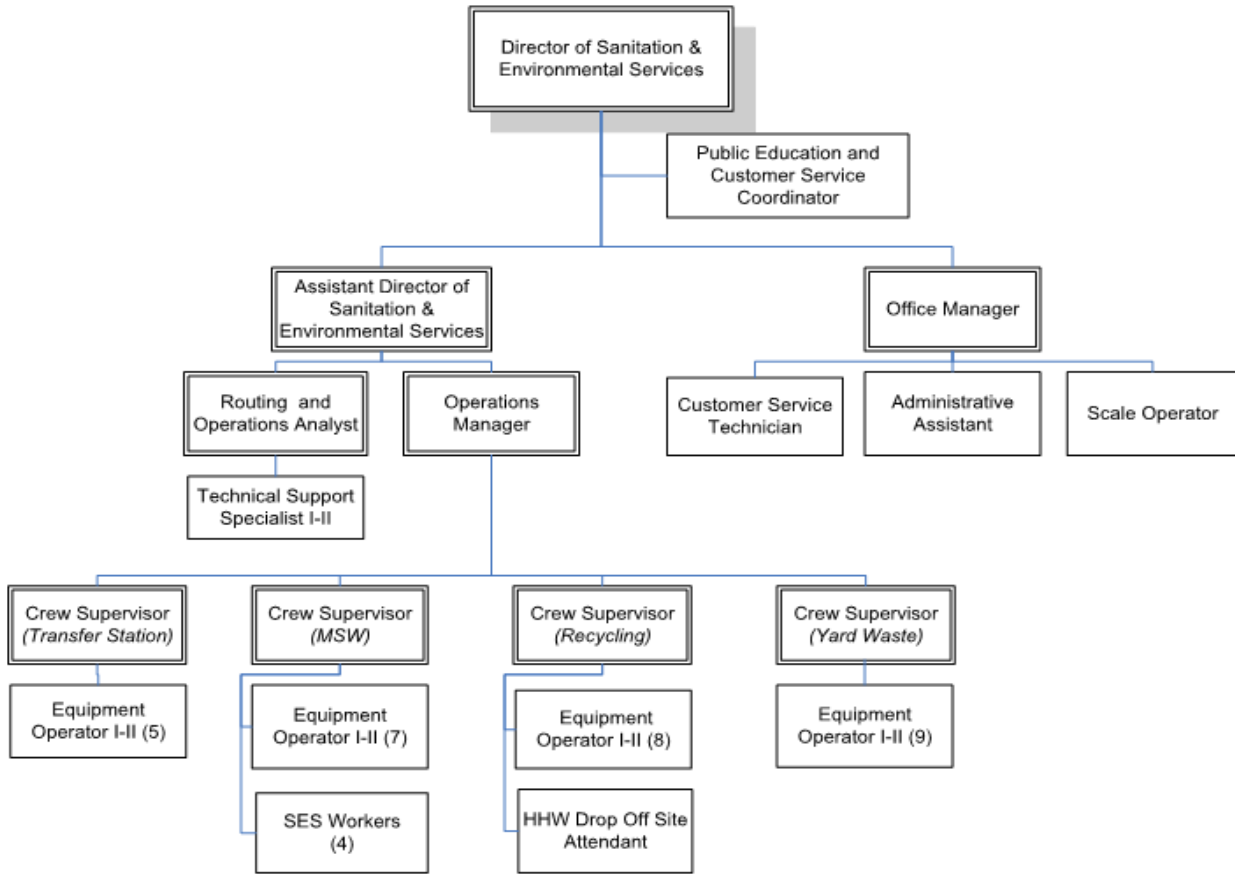 Director of Sanitation &
Environmental Services
Public Education and
Customer Service
Coordinator
Assistant Director of
Sanitation &
Environmental Services
Office Manager
Routing and
Operations Analyst
Operations
Manager
Customer Service
Technician
Administrative
Assistant
Scale Operator
Technical Support
Specialist I-II
Crew Supervisor
(Transfer Station)
Crew Supervisor
(MSW)
Crew Supervisor
(Recycling)
Crew Supervisor
(Yard Waste)
Equipment
Operator I-II (5)
Equipment
Operator I-II (7)
Equipment
Operator I-II (8)
Equipment
Operator I-II (9)
SES Workers
(4)
HHW Drop Off Site
Attendant